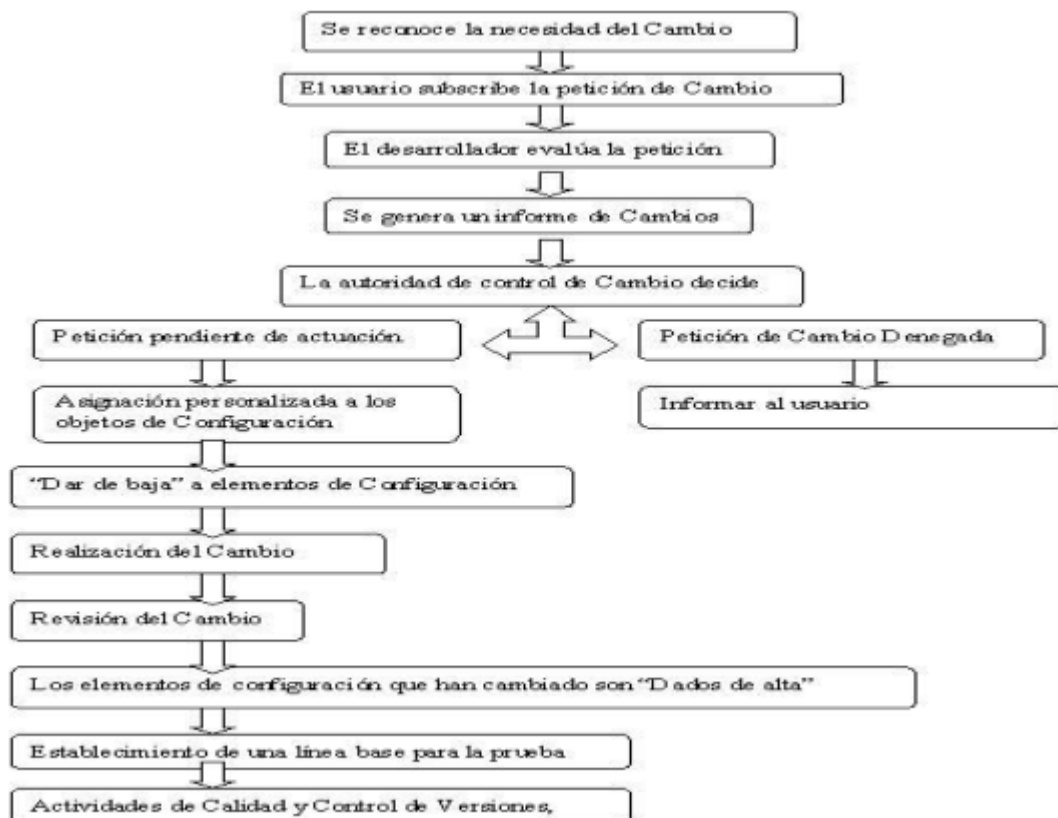 Se reconoce la necesidad del Cambio
El usuario subscribe la petición de Cambio
El desarrollador evalúa la petición
Se genera un informe de Cambios
La autoridad de control de Cambio decide
Petición pendiente de actuación
Petición de Cambio Denegada
Asignación personalizada a los
objetos de Configuración
Informar al usuario
“Dar de baja” a elementos de Configuración
Realización del Cambio
Revisión del Cambio
Los elementos de configuración que han cambiado son “Dados de alta”
Establecimiento de una línea base para la prueba
Actividades de Calidad y Control de Versiones,